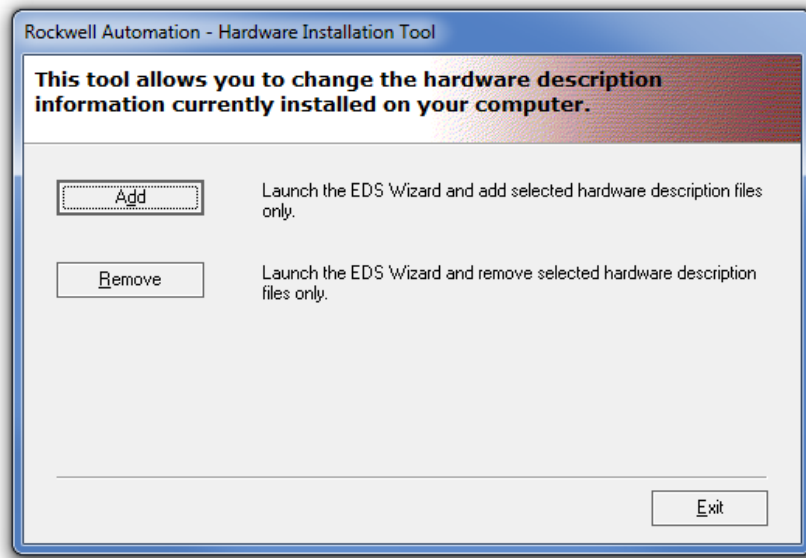 Rockwell Automation - Hardware Installation Tool
This tool allows you to change the hardware description
information currently installed on your computer.
Add
Launch the EDS Wizard and add selected hardware description files
only.
Remove
Launch the EDS Wizard and remove selected hardware description
files only.
Exit